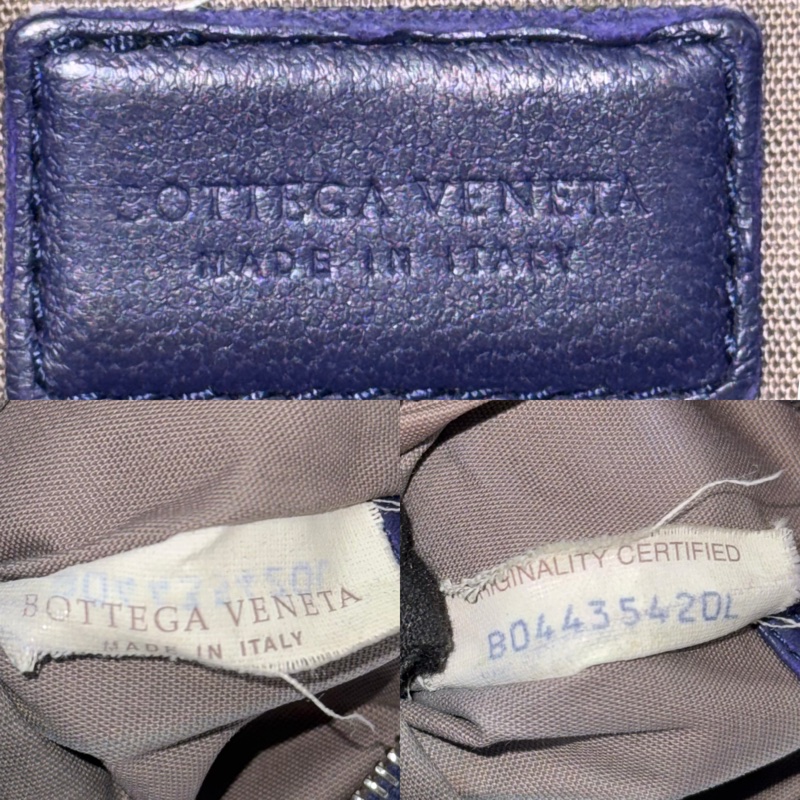 BOTTEGA VENETA
MADE IN ITALY
BOTTEGA VENETA
MADE IN ITALY
ORIGINALITY CERTIFIED
B04435420L